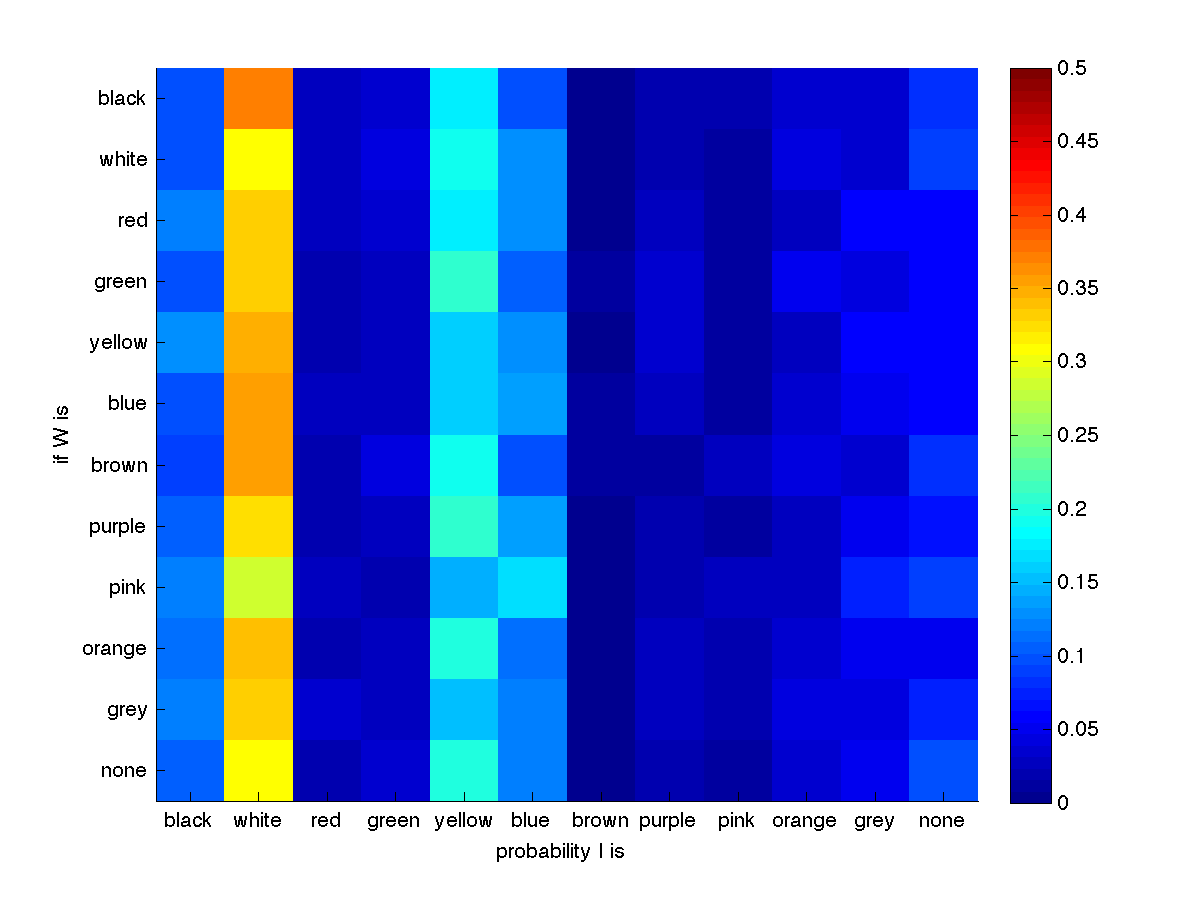 if W is
black
white
red
green
yellow
blue
brown
purple
pink
orange
grey
none
black white red green yellow blue brown purple pink orange grey none
probability I is
0.5
0.45
0.4
0.35
0.3
0.25
0.2
0.15
0.1
0.05
0